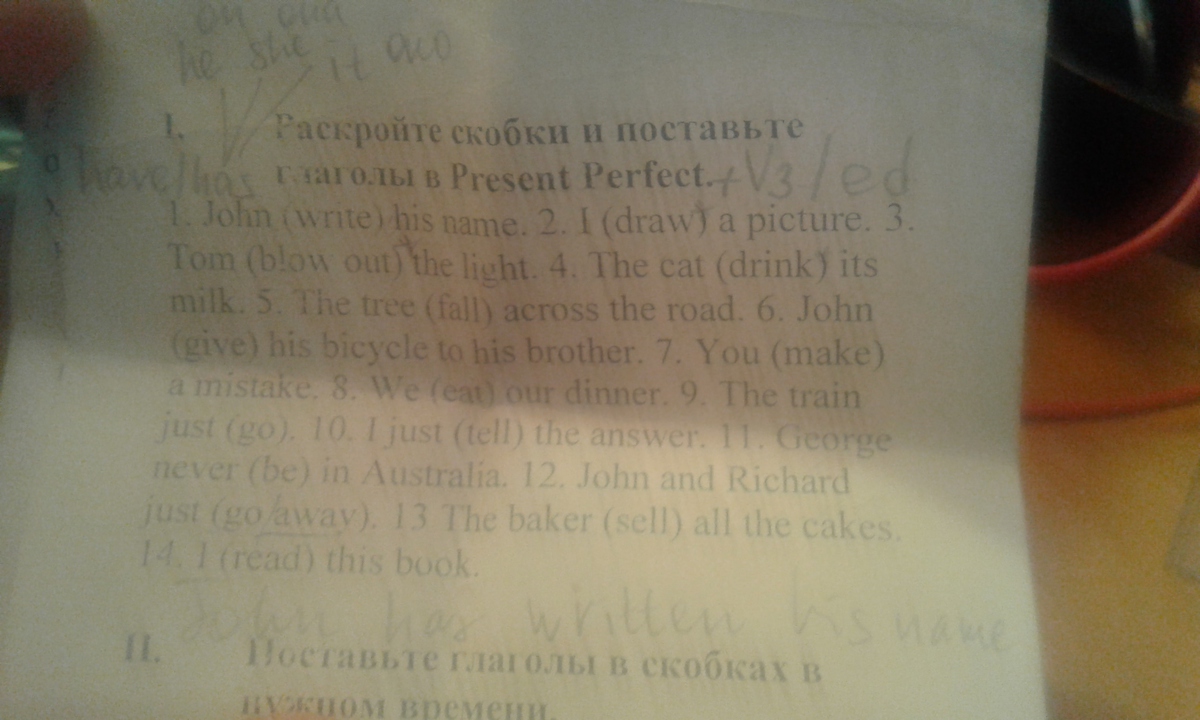 он она
he she it оно
I. Раскройте скобки и поставьте
have/has глаголы в Present Perfect. +V3/ed
1. John (write) his name. 2. I (draw) a picture. 3.
Tom (blow out) the light. 4. The cat (drink) its
milk. 5. The tree (fall) across the road. 6. John
(give) his bicycle to his brother. 7. You (make)
a mistake. 8. We (eat) our dinner. 9. The train
just (go). 10. I just (tell) the answer. 11. George
never (be) in Australia. 12. John and Richard
just (go away). 13 The baker (sell) all the cakes.
14. I (read) this book.
John has written his name
II. Поставьте глаголы в скобках в
нужном времени.